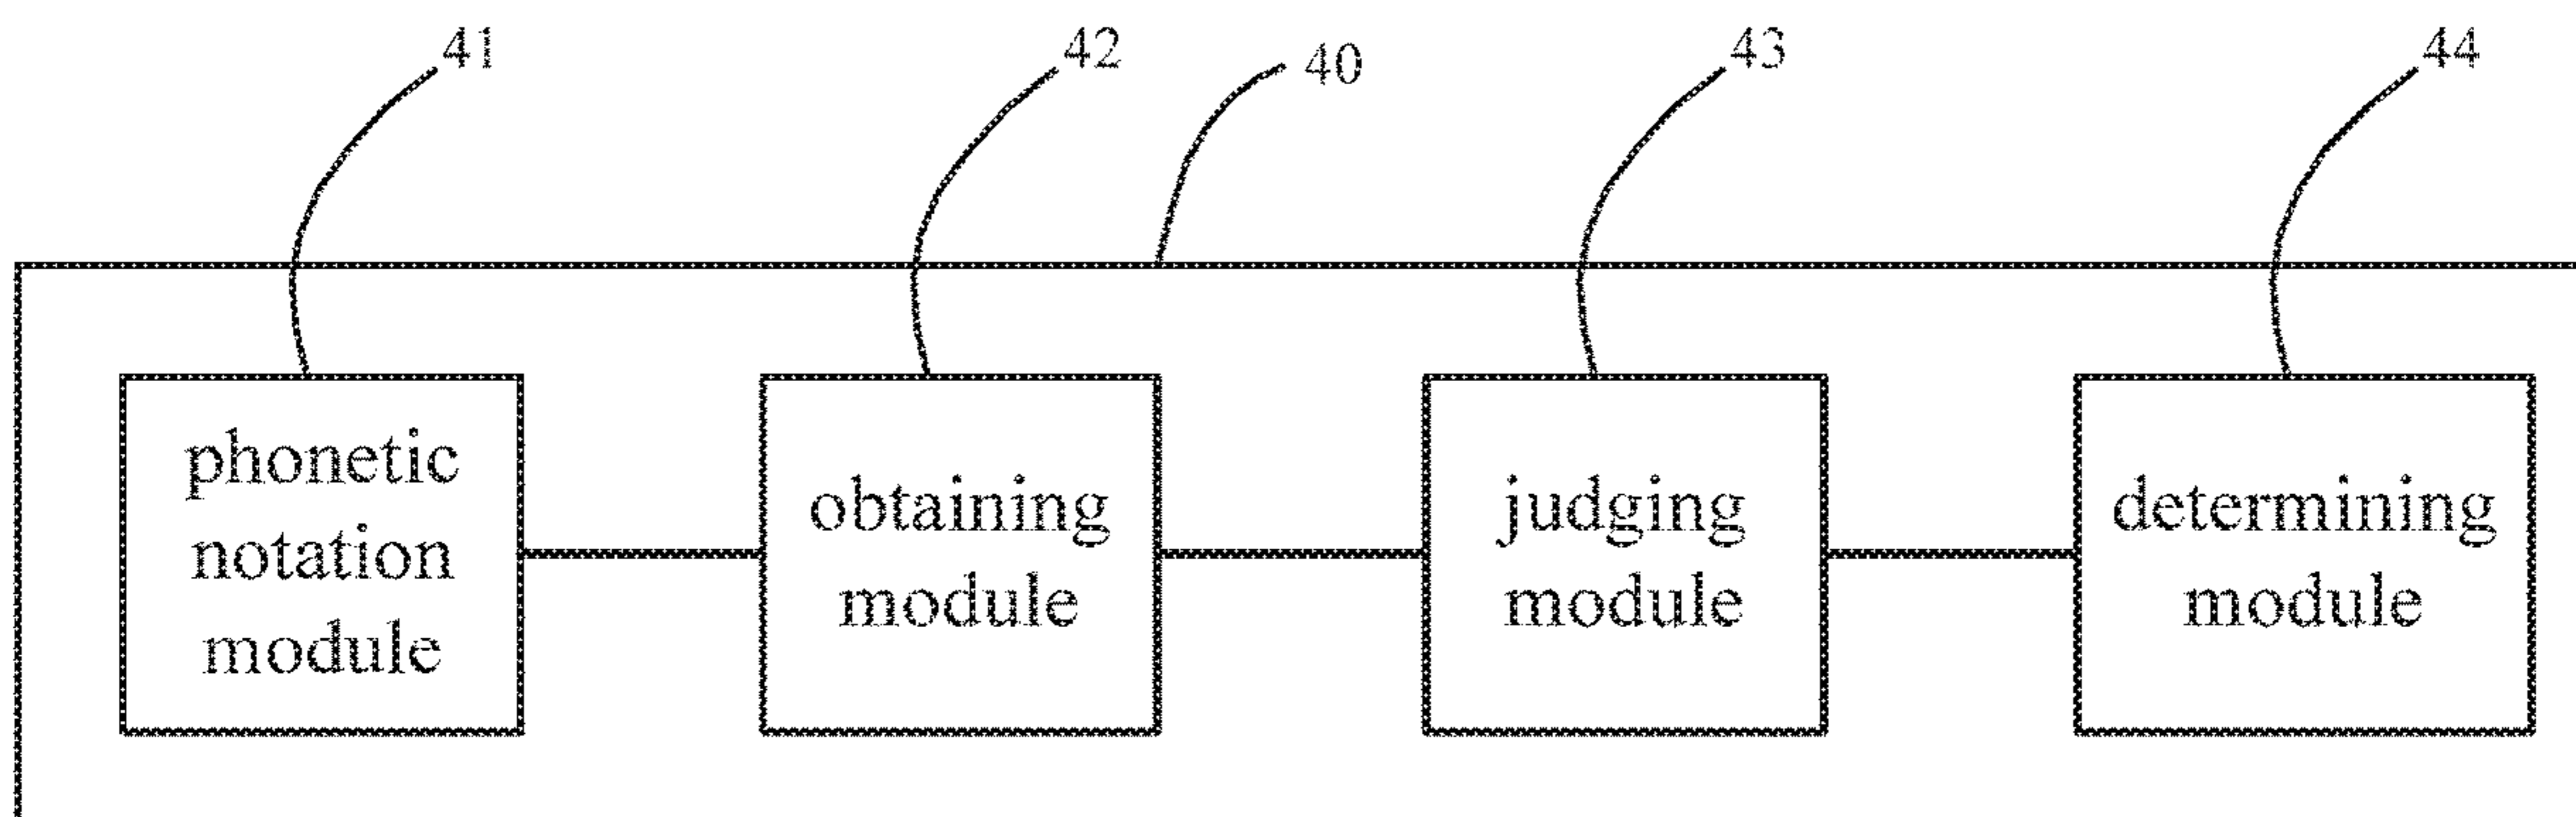 41
42
40
43
44
phonetic
notation
module
obtaining
module
judging
module
determining
module